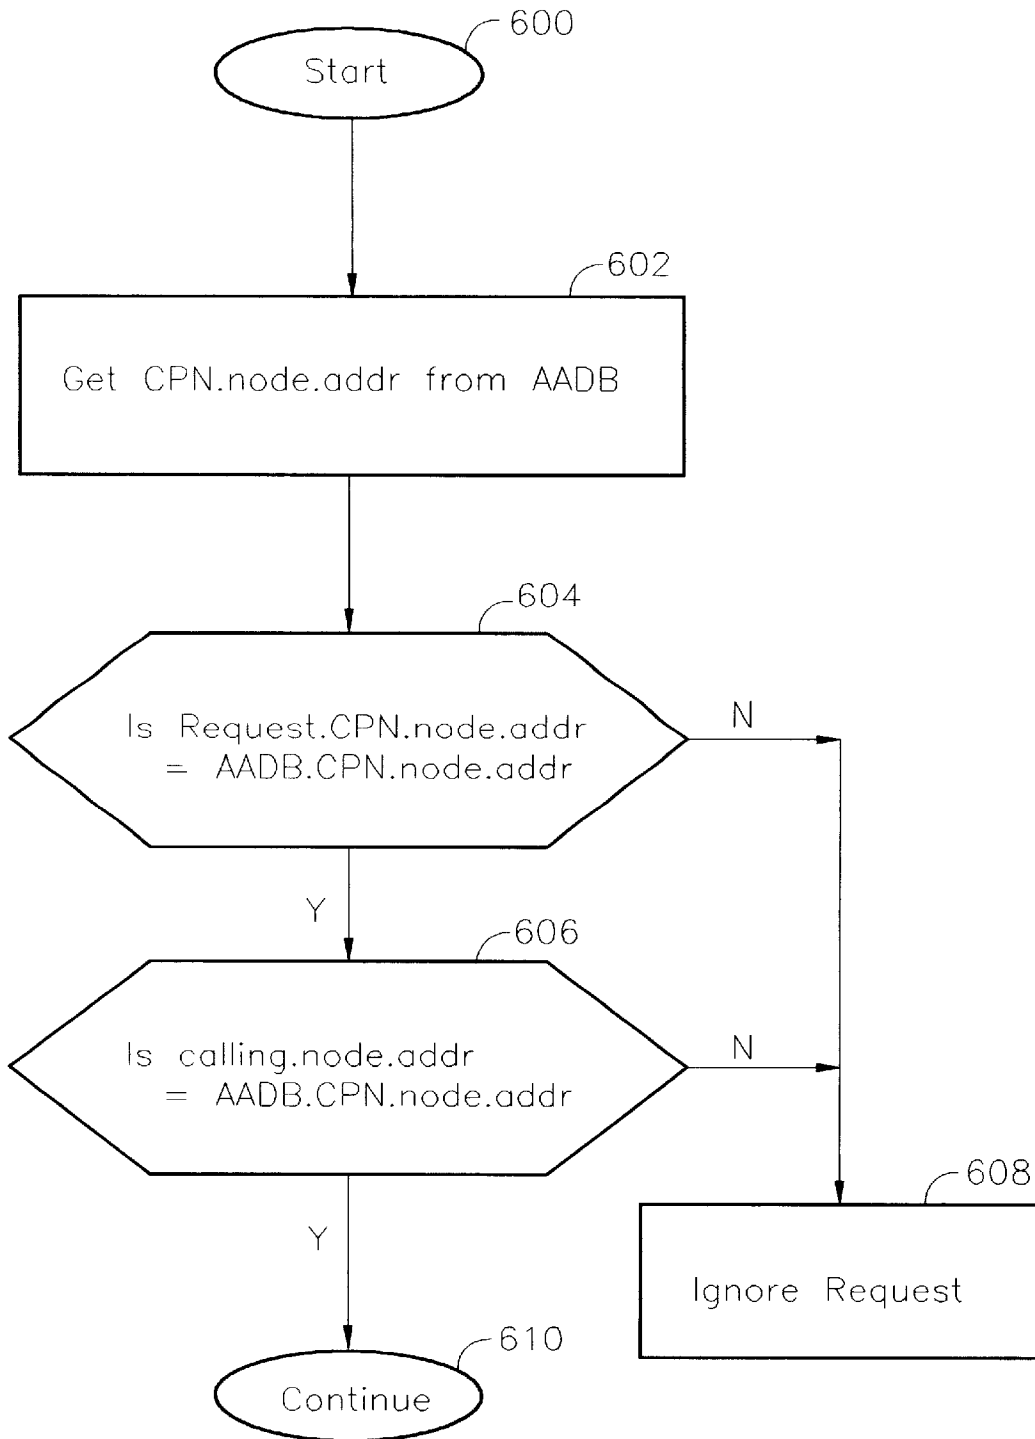 600
Start
602
Get CPN.node.addr from AADB
604
Is Request.CPN.node.addr
= AADB.CPN.node.addr
N
Y
606
Is calling.node.addr
= AADB.CPN.node.addr
N
Y
608
Ignore Request
610
Continue